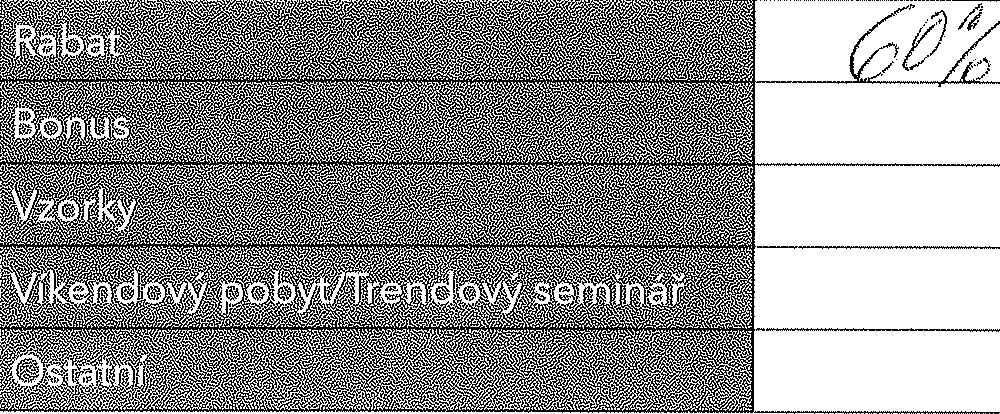 Rabat 60%
Bonus
Vzorky
Víkendový pobyt/Trendový seminář
Ostatní